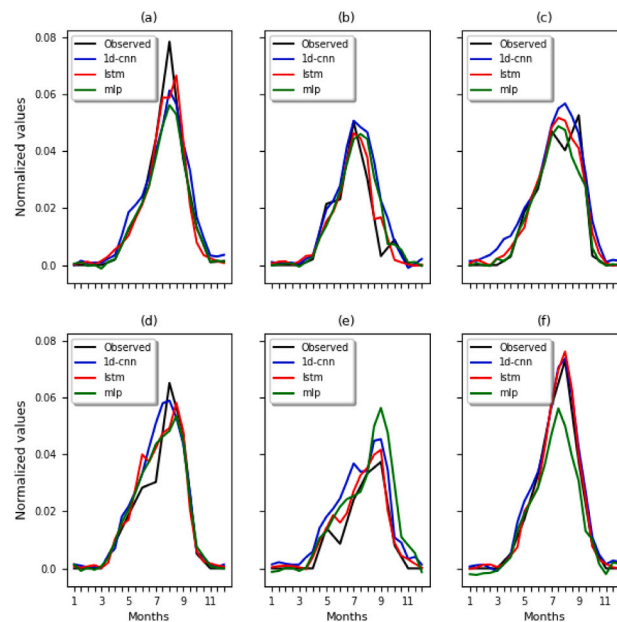 (a) (b) (c)
Normalized values
0.08
0.06
0.04
0.02
0.0
Observed
1d-cnn
lstm
mlp
Observed
1d-cnn
lstm
mlp
Observed
1d-cnn
lstm
mlp
(d) (e) (f)
Normalized values
0.08
0.06
0.04
0.02
0.0
Observed
1d-cnn
lstm
mlp
Observed
1d-cnn
lstm
mlp
Observed
1d-cnn
lstm
mlp
1 3 5 7 9 11 1 3 5 7 9 11 1 3 5 7 9 11
Months Months Months